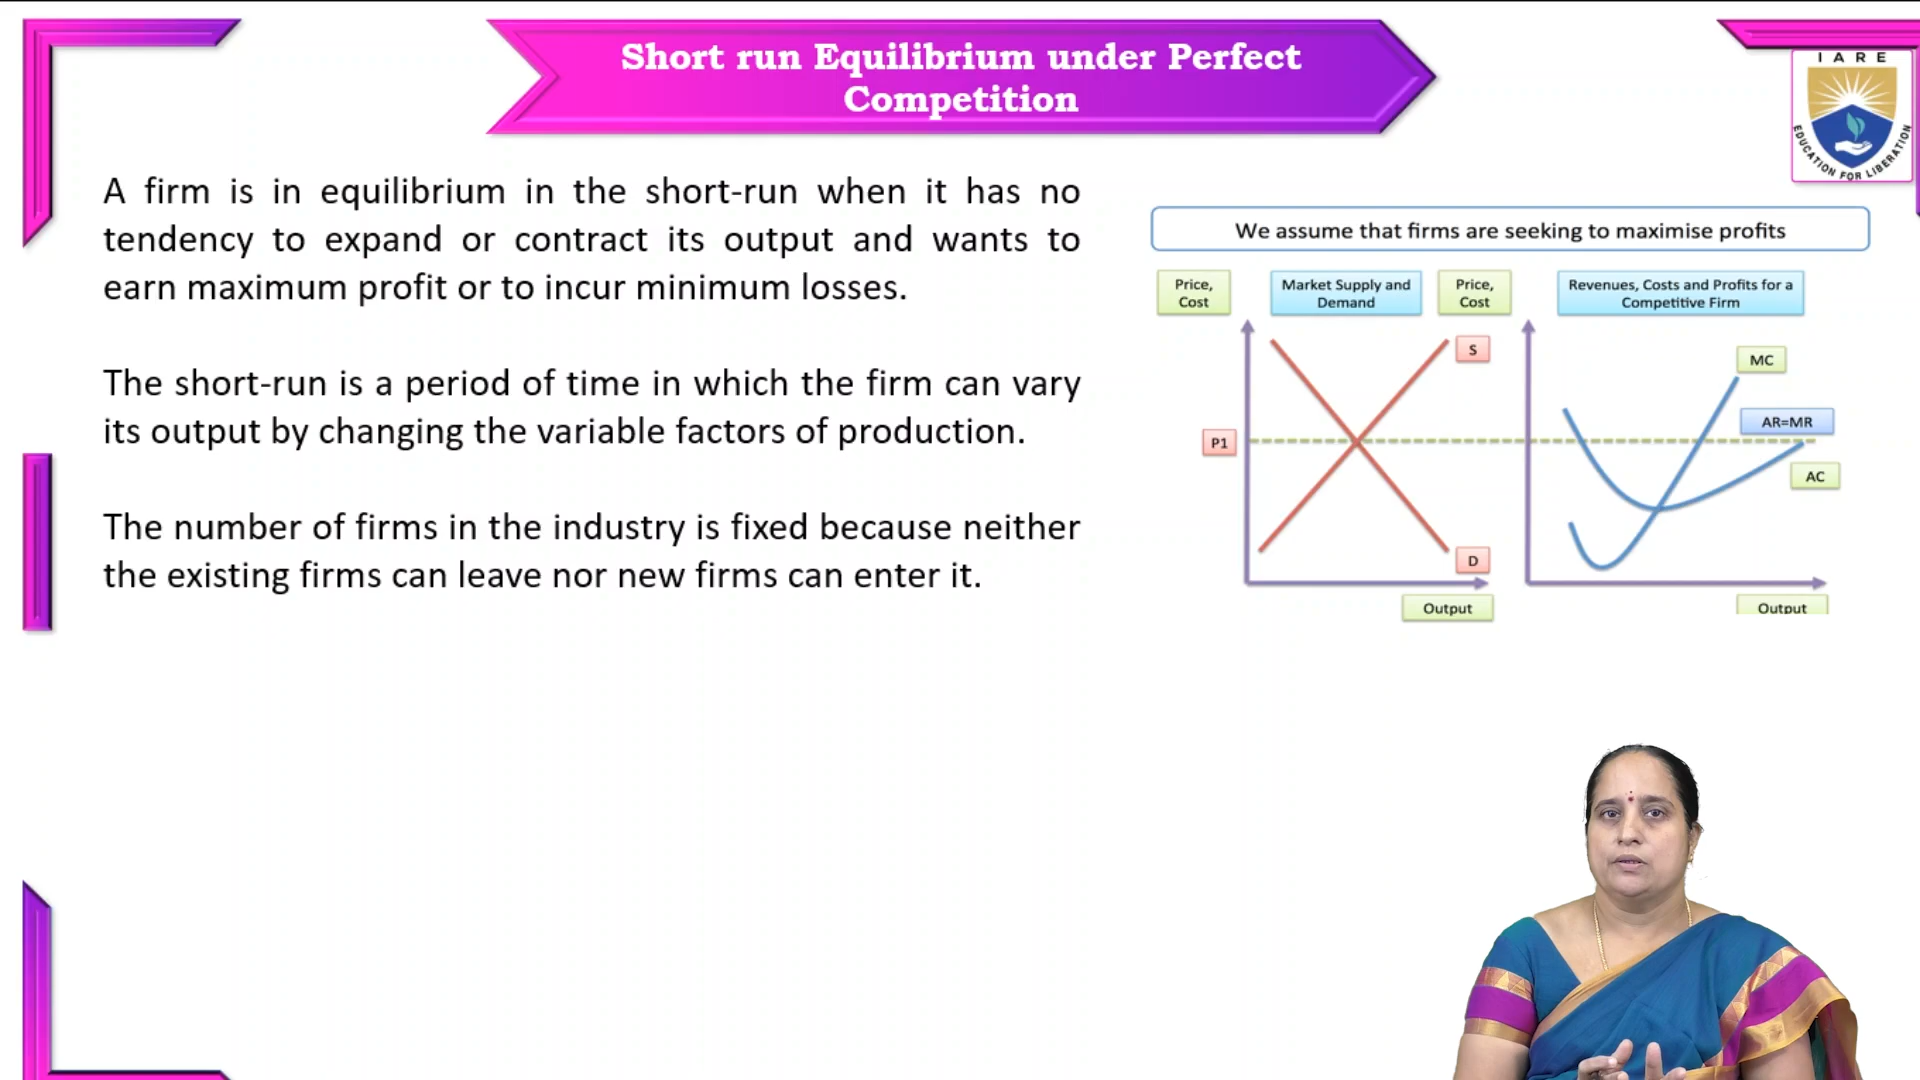 Short run Equilibrium under Perfect
Competition
I A R E
EDUCATION FOR LIBERATION
A firm is in equilibrium in the short-run when it has no
tendency to expand or contract its output and wants to
earn maximum profit or to incur minimum losses.
The short-run is a period of time in which the firm can vary
its output by changing the variable factors of production.
The number of firms in the industry is fixed because neither
the existing firms can leave nor new firms can enter it.
We assume that firms are seeking to maximise profits
Price,
Cost
Market Supply and
Demand
Price,
Cost
Revenues, Costs and Profits for a
Competitive Firm
S
MC
AR=MR
P1
AC
D
Output
Output